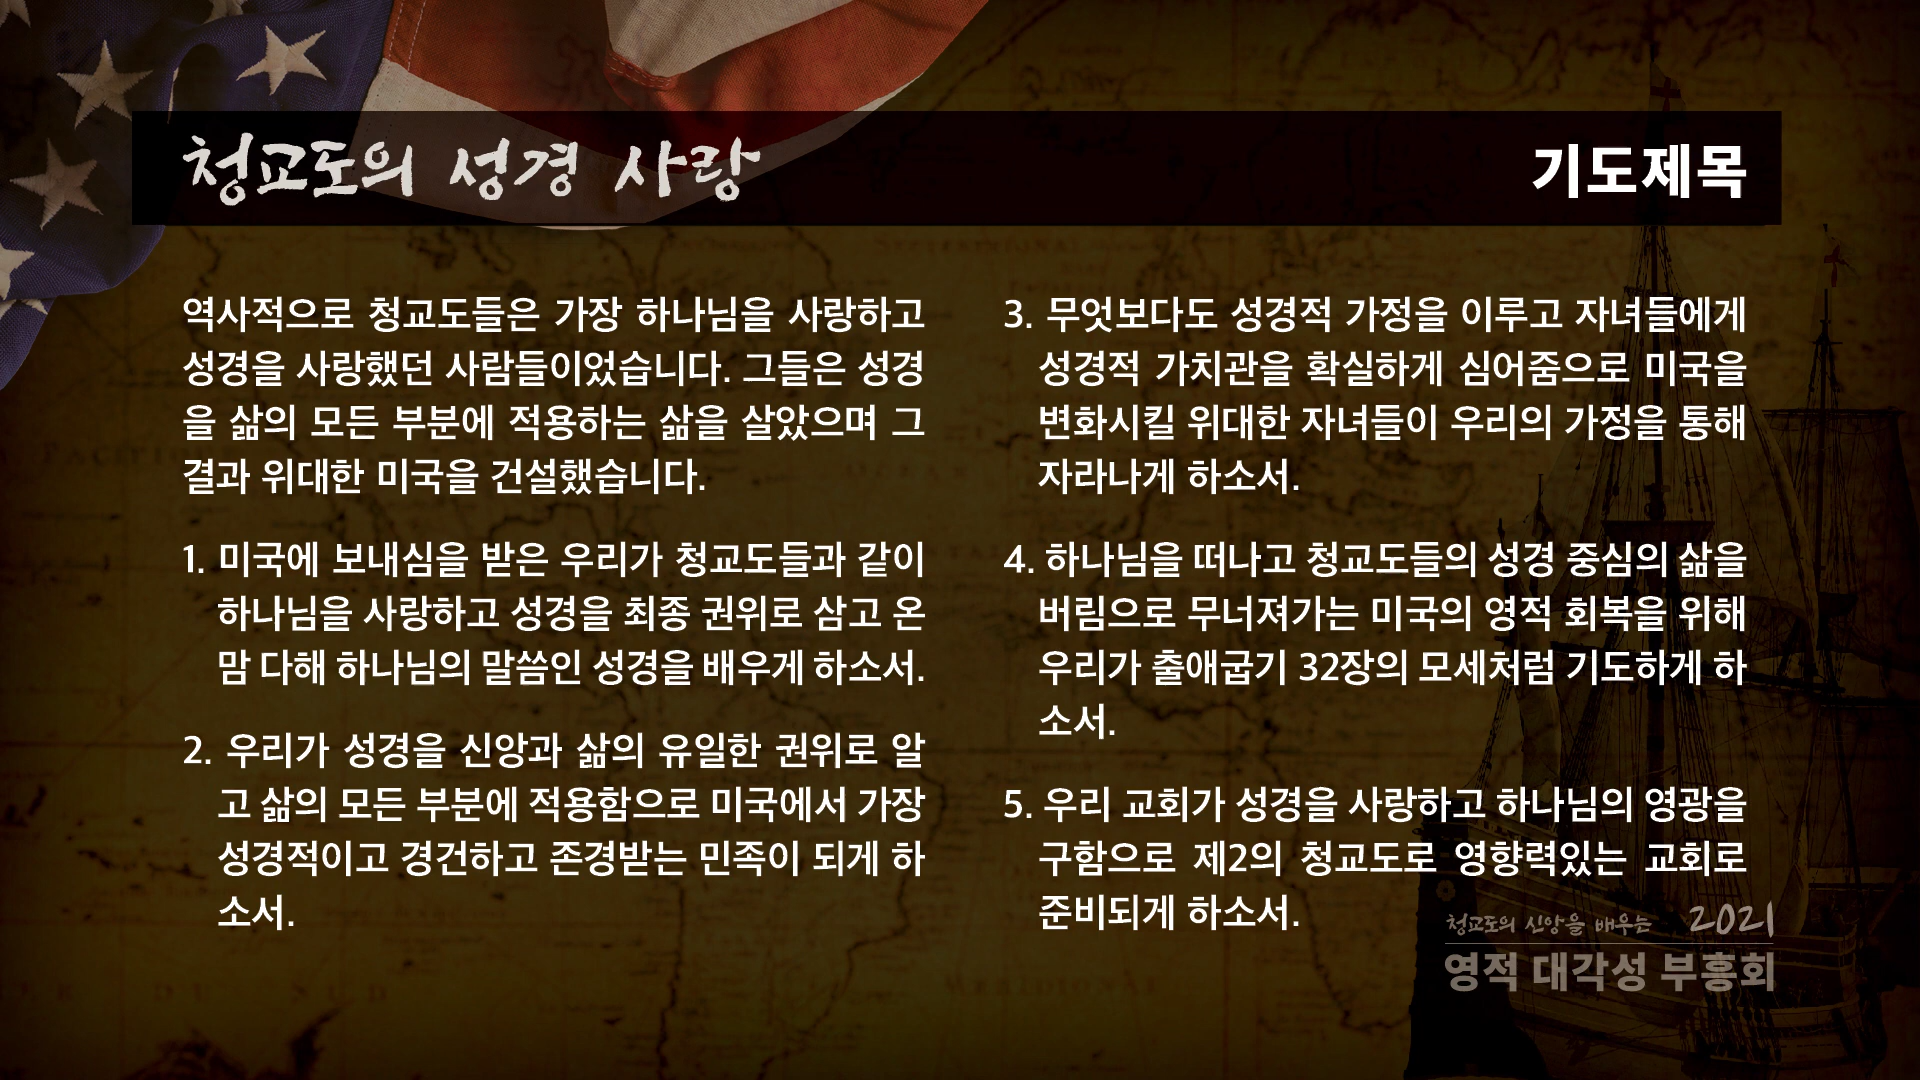 청교도의 성경 사랑
기도제목
역사적으로 청교도들은 가장 하나님을 사랑하고
성경을 사랑했던 사람들이었습니다. 그들은 성경
을 삶의 모든 부분에 적용하는 삶을 살았으며 그
결과 위대한 미국을 건설했습니다.
1. 미국에 보내심을 받은 우리가 청교도들과 같이
하나님을 사랑하고 성경을 최종 권위로 삼고 온
맘 다해 하나님의 말씀인 성경을 배우게 하소서.
2. 우리가 성경을 신앙과 삶의 유일한 권위로 알
고 삶의 모든 부분에 적용함으로 미국에서 가장
성경적이고 경건하고 존경받는 민족이 되게 하
소서.
3. 무엇보다도 성경적 가정을 이루고 자녀들에게
성경적 가치관을 확실하게 심어줌으로 미국을
변화시킬 위대한 자녀들이 우리의 가정을 통해
자라나게 하소서.
4. 하나님을 떠나고 청교도들의 성경 중심의 삶을
버림으로 무너져가는 미국의 영적 회복을 위해
우리가 출애굽기 32장의 모세처럼 기도하게 하
소서.
5. 우리 교회가 성경을 사랑하고 하나님의 영광을
구함으로 제2의 청교도로 영향력있는 교회로
준비되게 하소서.
청교도의 신앙을 배우는 2021
영적 대각성 부흥회